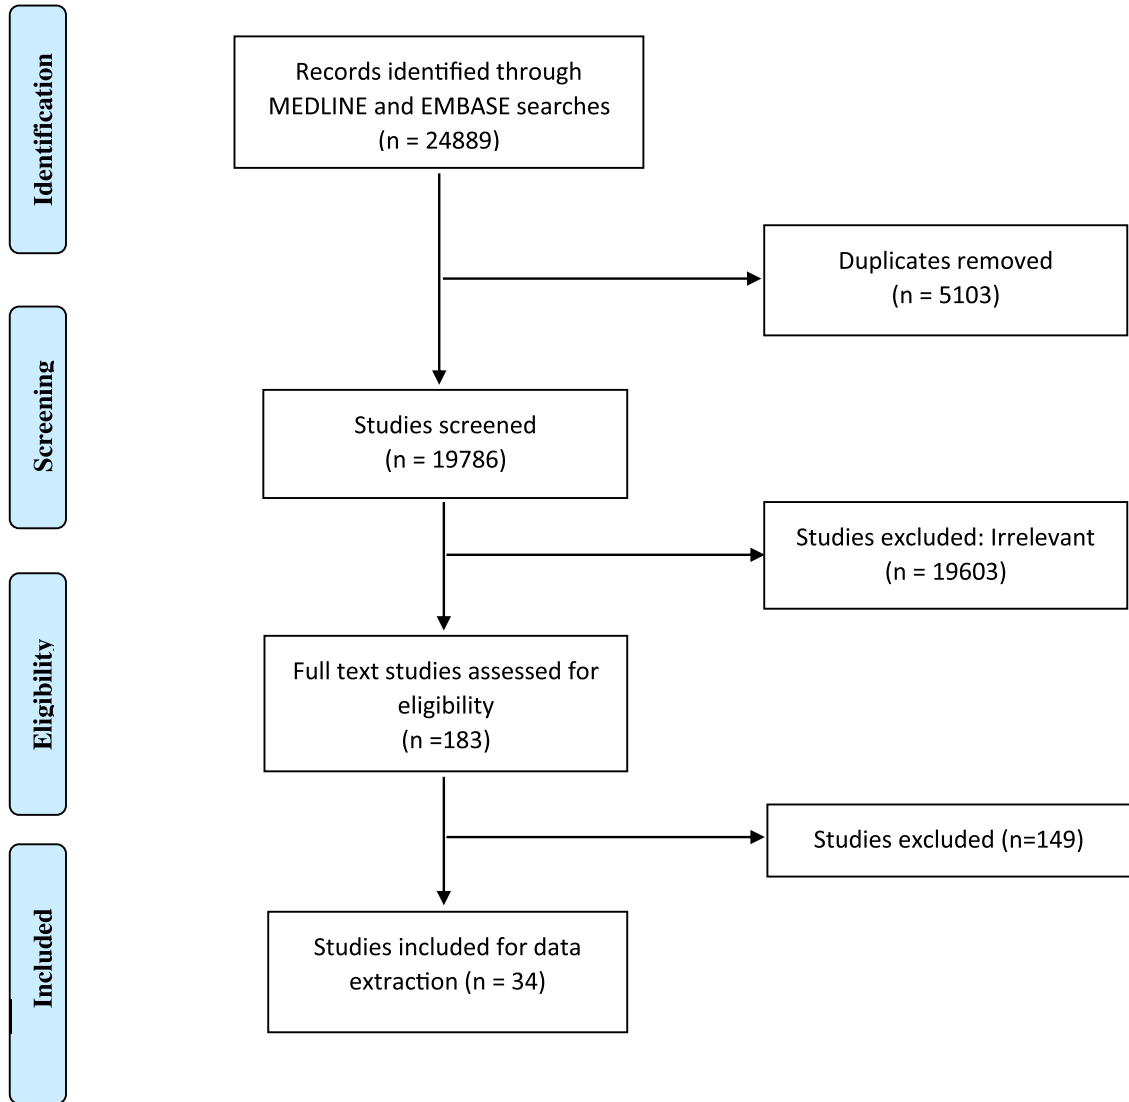 Identification
Records identified through
MEDLINE and EMBASE searches
(n = 24889)
Duplicates removed
(n = 5103)
Screening
Studies screened
(n = 19786)
Studies excluded: Irrelevant
(n = 19603)
Eligibility
Full text studies assessed for
eligibility
(n =183)
Studies excluded (n=149)
Included
Studies included for data
extraction (n = 34)